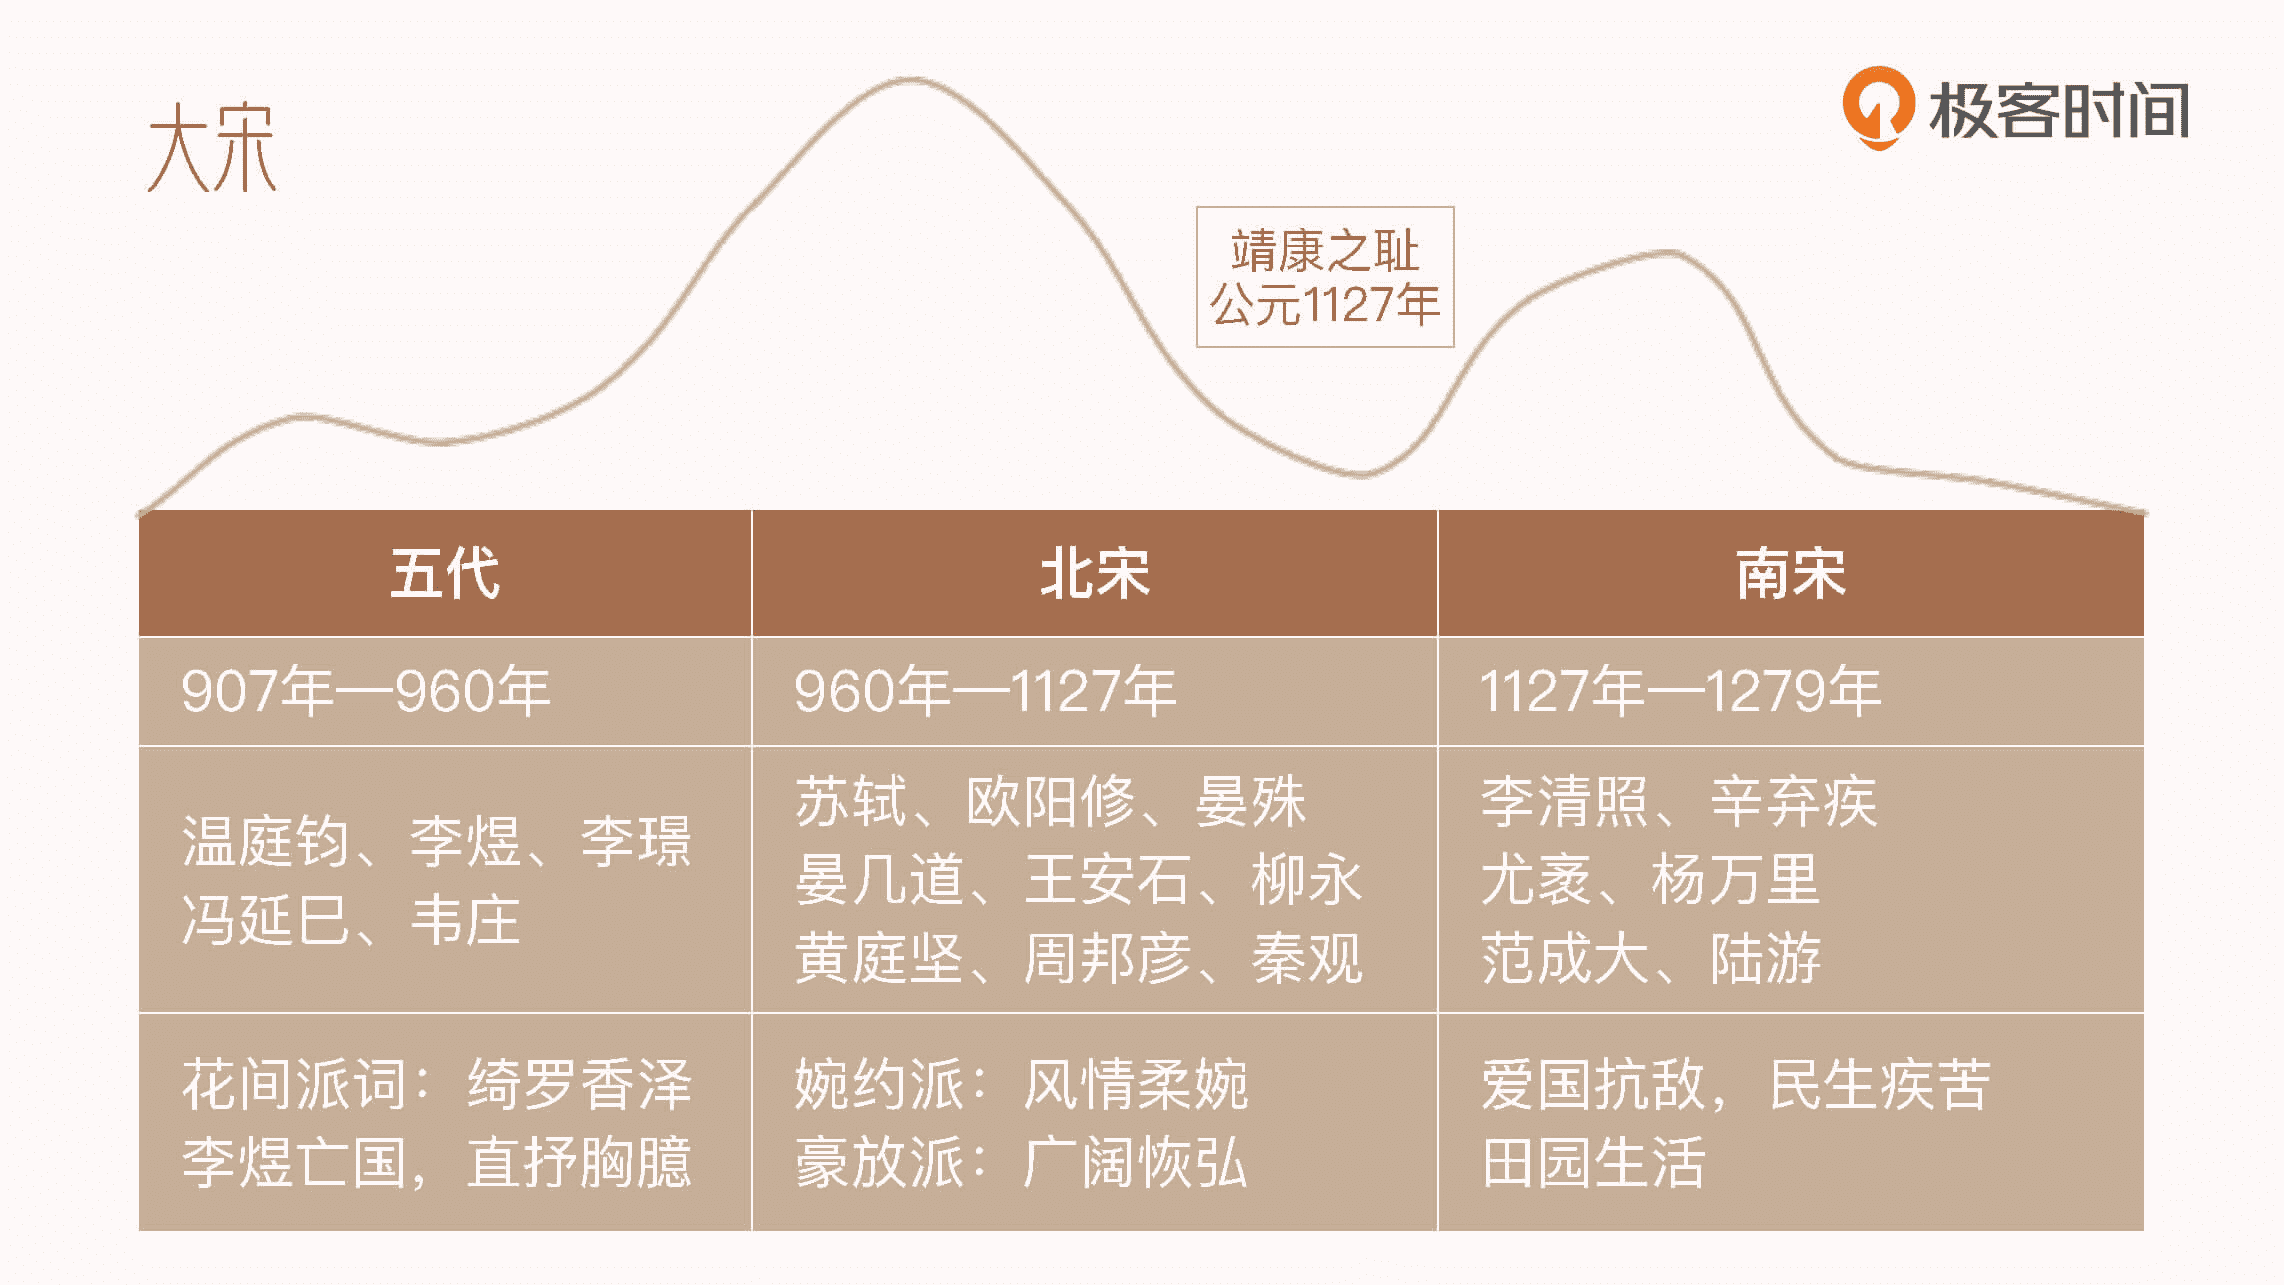 大宋
极客时间
靖康之耻
公元1127年
五代
北宋
南宋
907年—960年
960年—1127年
1127年—1279年
温庭钧、李煜、李璟
冯延巳、韦庄
苏轼、欧阳修、晏殊
晏几道、王安石、柳永
黄庭坚、周邦彦、秦观
李清照、辛弃疾
尤袤、杨万里
范成大、陆游
花间派词：绮罗香泽
李煜亡国，直抒胸臆
婉约派：风情柔婉
豪放派：广阔恢弘
爱国抗敌，民生疾苦
田园生活